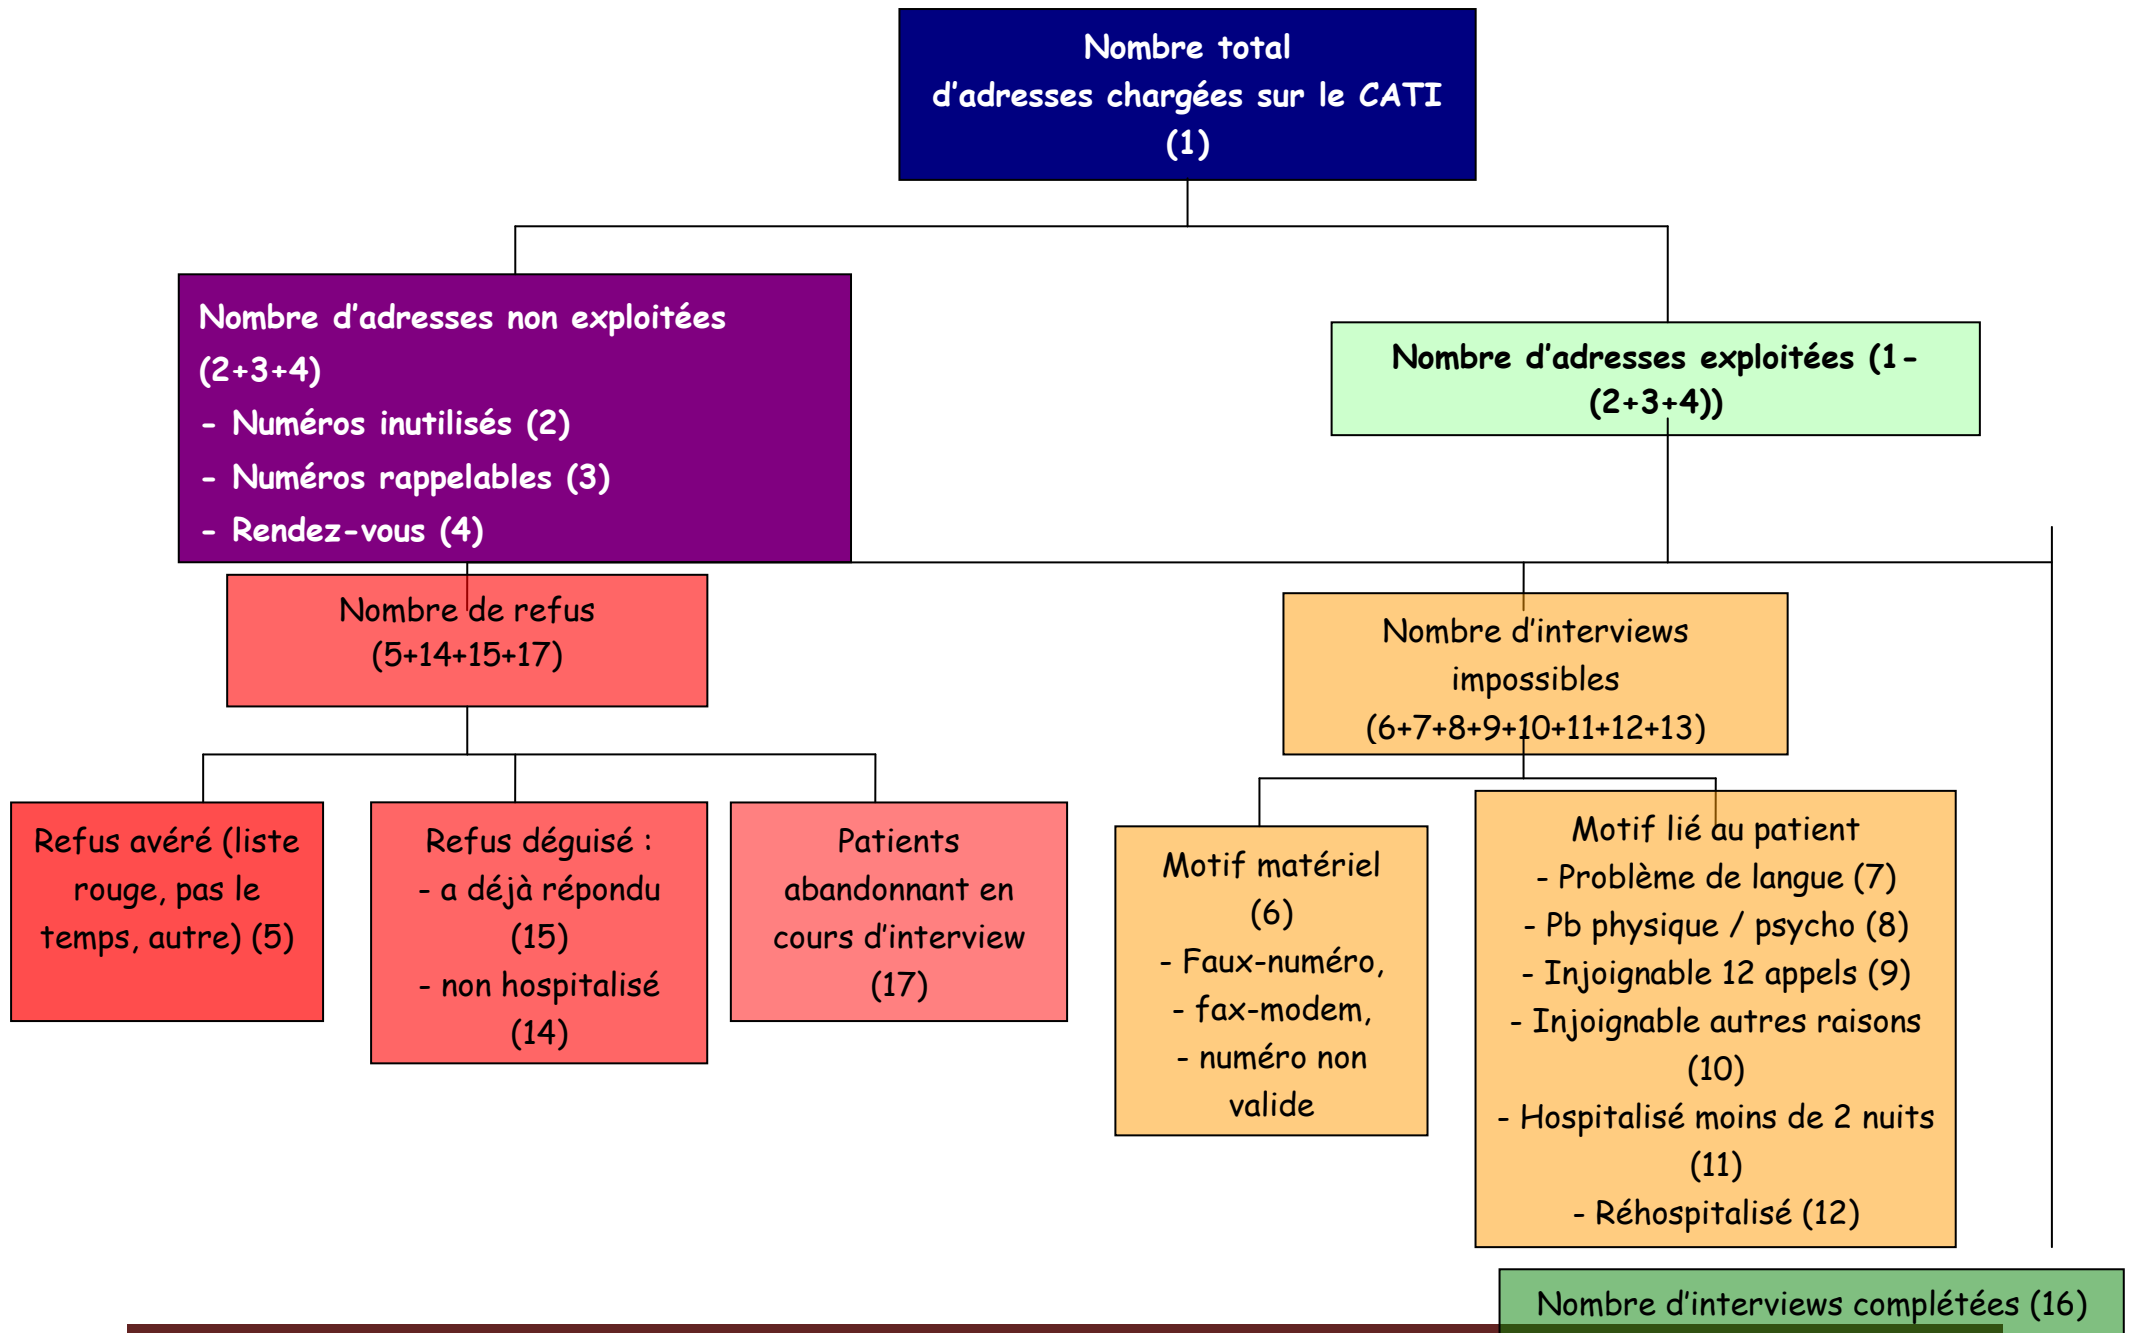 Nombre total
d'adresses chargées sur le CATI
(1)
Nombre d'adresses non exploitées
(2+3+4)
- Numéros inutilisés (2)
- Numéros rappelables (3)
- Rendez-vous (4)
Nombre d'adresses exploitées (1-
(2+3+4))
Nombre de refus
(5+14+15+17)
Nombre d'interviews
impossibles
(6+7+8+9+10+11+12+13)
Refus avéré (liste
rouge, pas le
temps, autre) (5)
Refus déguisé :
- a déjà répondu
(15)
- non hospitalisé
(14)
Patients
abandonnant en
cours d'interview
(17)
Motif matériel
(6)
- Faux-numéro,
- fax-modem,
- numéro non
valide
Motif lié au patient
- Problème de langue (7)
- Pb physique / psycho (8)
- Injoignable 12 appels (9)
- Injoignable autres raisons
(10)
- Hospitalisé moins de 2 nuits
(11)
- Réhospitalisé (12)
Nombre d'interviews complétées (16)